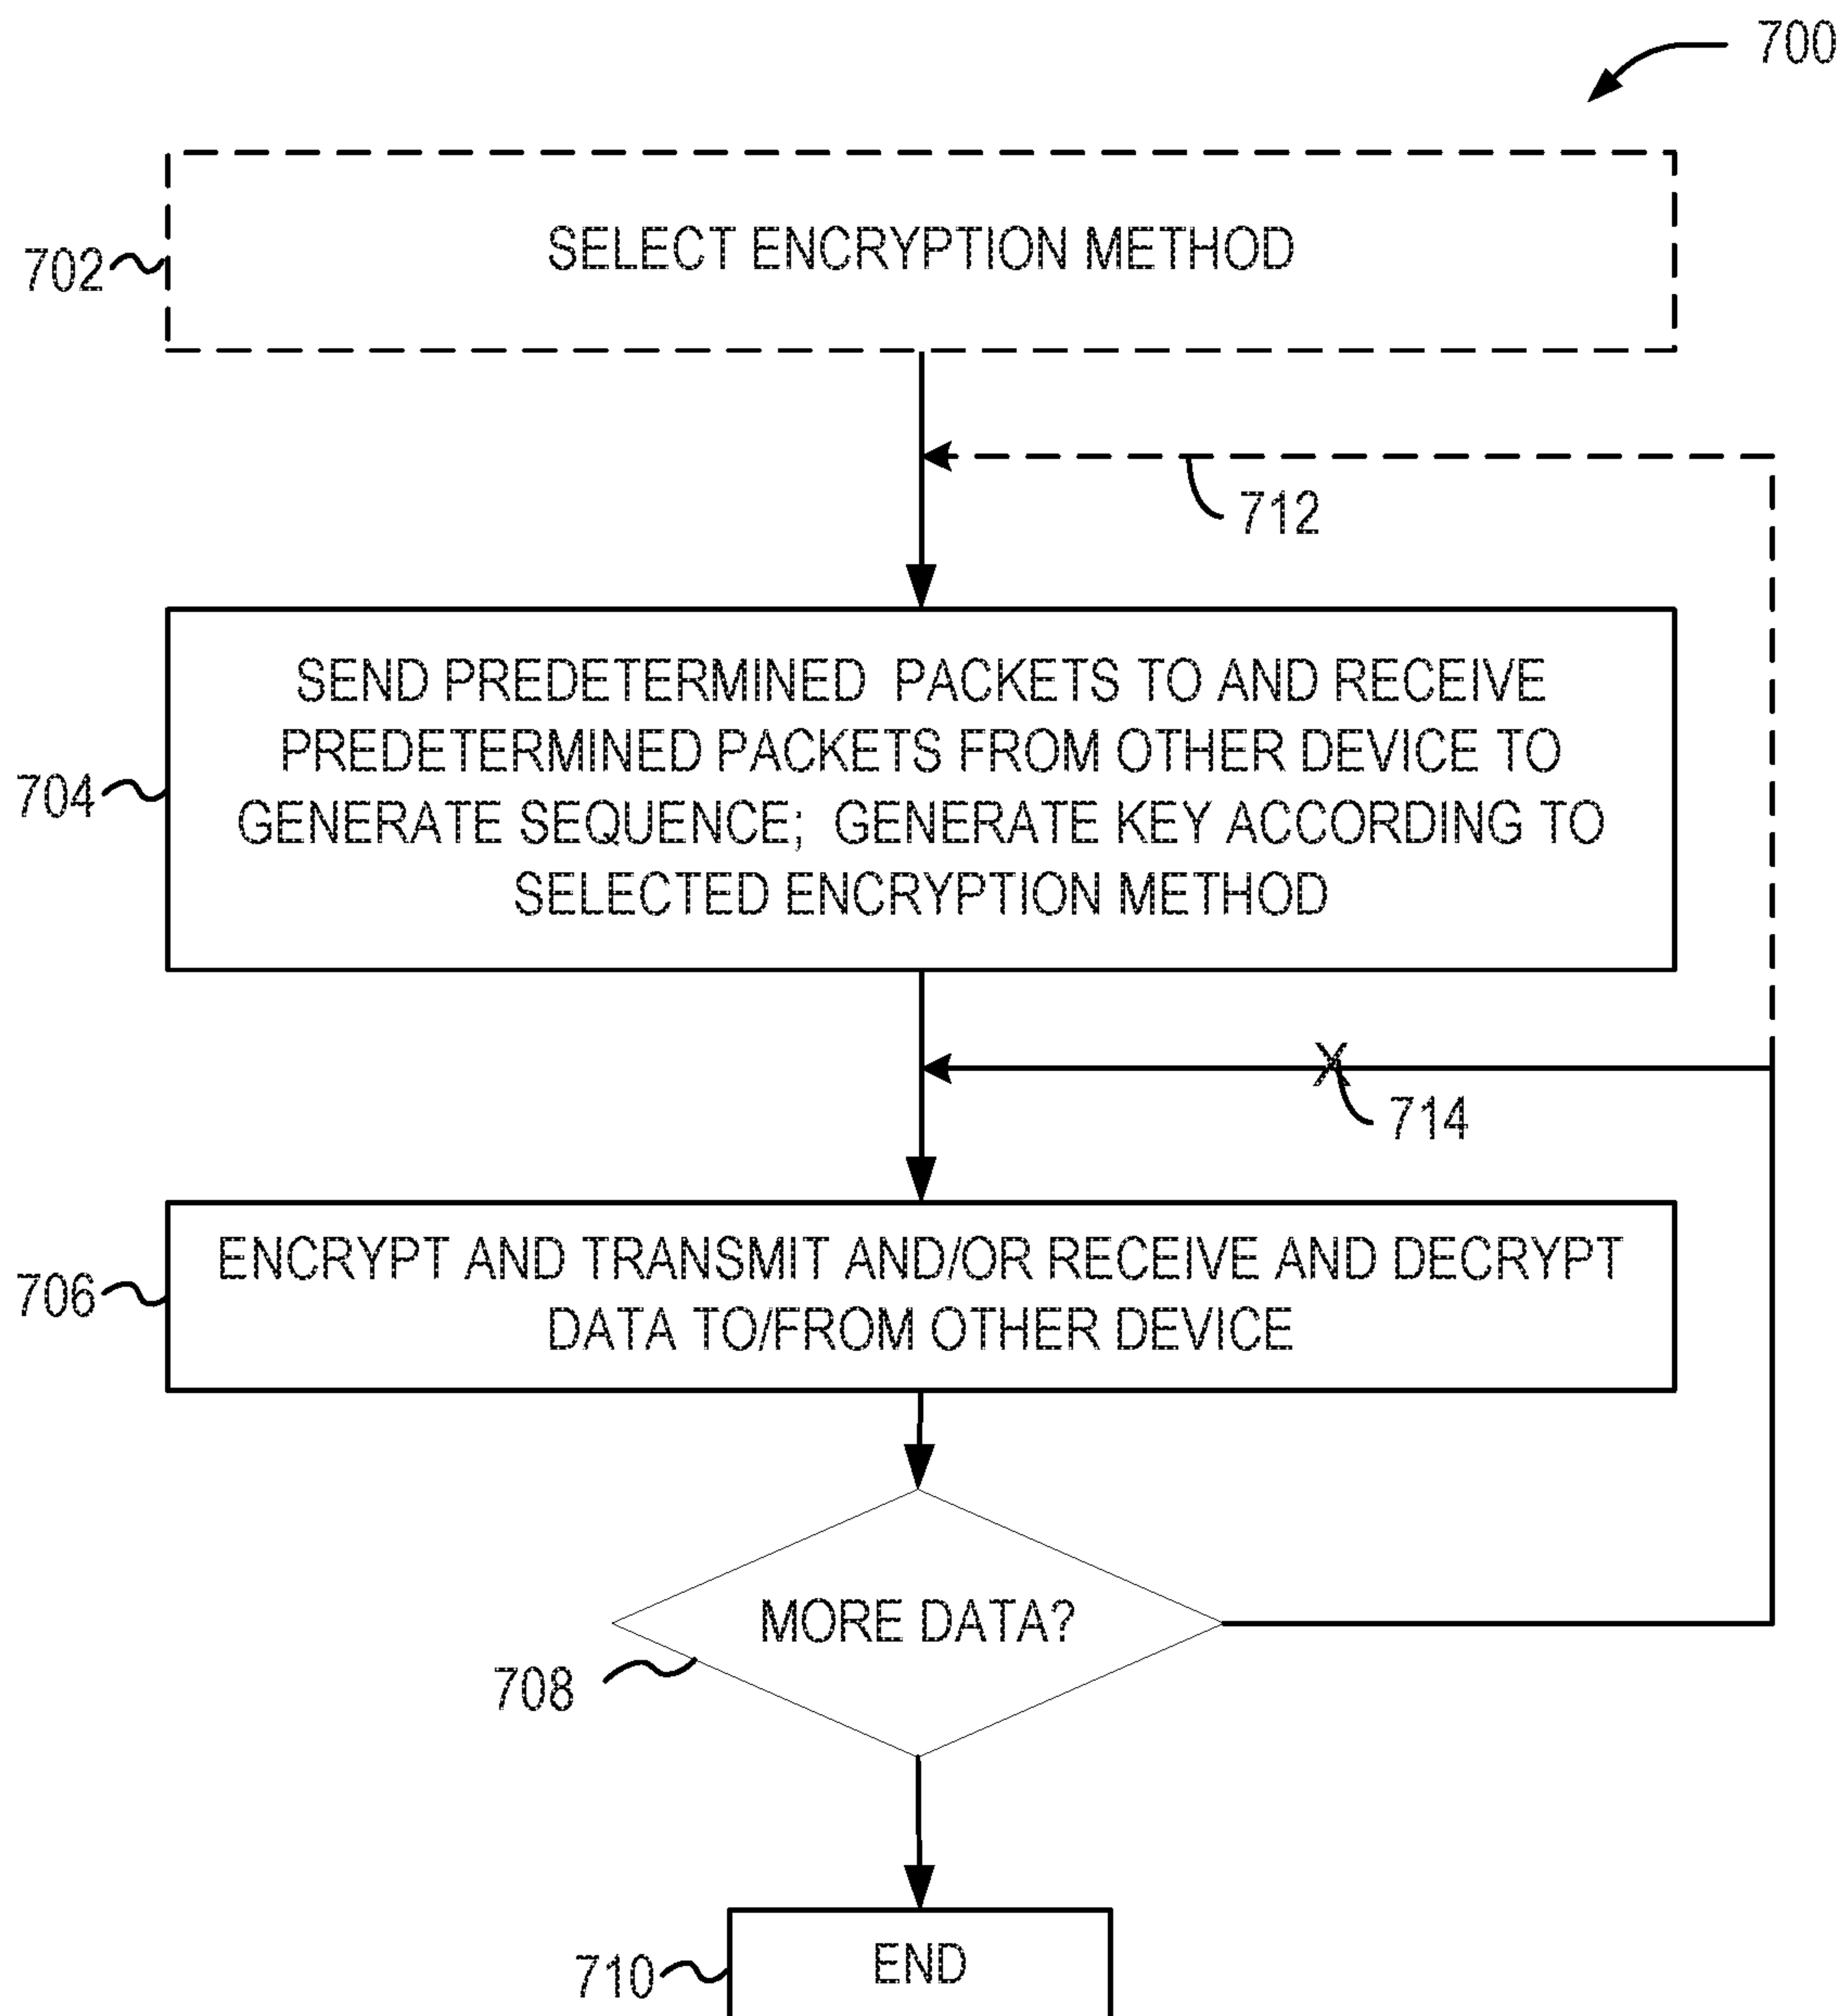 700
SELECT ENCRYPTION METHOD
702
712
SEND PREDETERMINED PACKETS TO AND RECEIVE
PREDETERMINED PACKETS FROM OTHER DEVICE TO
GENERATE SEQUENCE; GENERATE KEY ACCORDING TO
SELECTED ENCRYPTION METHOD
704
X
714
ENCRYPT AND TRANSMIT AND/OR RECEIVE AND DECRYPT
DATA TO/FROM OTHER DEVICE
706
MORE DATA?
708
END
710